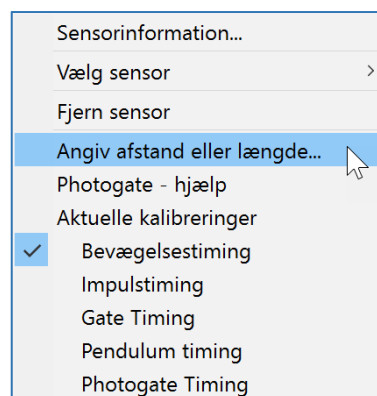 Sensorinformation...
Vælg sensor
Fjern sensor
Angiv afstand eller længde...
Photogate - hjælp
Aktuelle kalibreringer
Bevægelsestiming
Impulstiming
Gate Timing
Pendulum timing
Photogate Timing